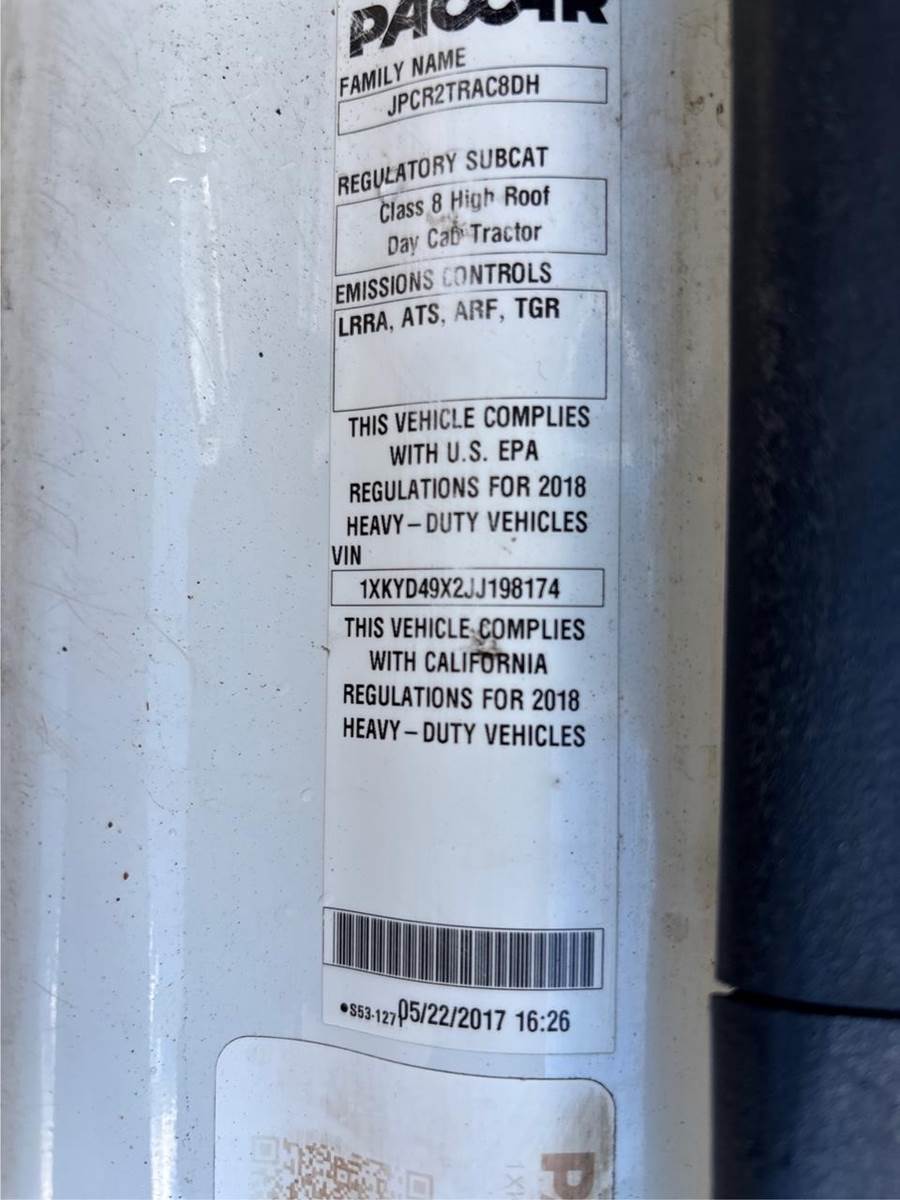 PACCAR
FAMILY NAME
JPCR2TRAC8DH
REGULATORY SUBCAT
Class 8 High Roof
Day Cab Tractor
EMISSIONS CONTROLS
LRRA, ATS, ARF, TGR
THIS VEHICLE COMPLIES
WITH U.S. EPA
REGULATIONS FOR 2018
HEAVY-DUTY VEHICLES
VIN
1XKYD49X2JJ198174
THIS VEHICLE COMPLIES
WITH CALIFORNIA
REGULATIONS FOR 2018
HEAVY-DUTY VEHICLES
•S53-127 05/22/2017 16:26